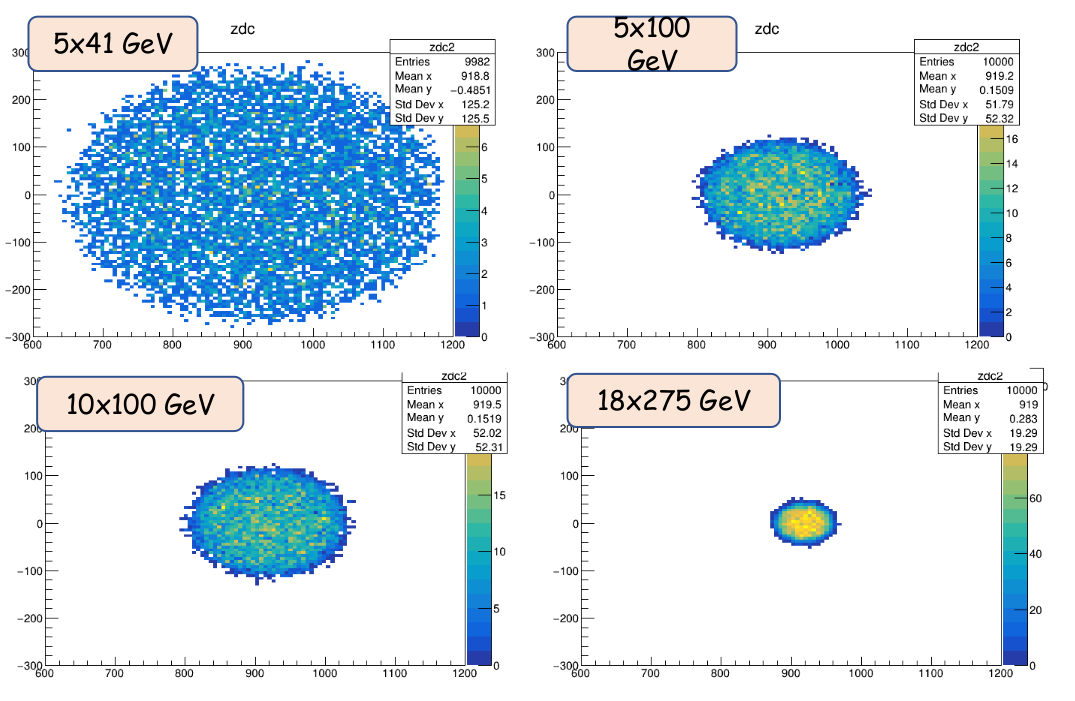 5x41 GeV
zdc
zdc2
Entries 9982
Mean x 918.8
Mean y −0.4851
Std Dev x 125.2
Std Dev y 125.5
300
200
100
0
−100
−200
−300
600 700 800 900 1000 1100 1200
6
5
4
3
2
1
0
5x100
GeV
zdc
zdc2
Entries 10000
Mean x 919.2
Mean y 0.1509
Std Dev x 51.79
Std Dev y 52.32
300
200
100
0
−100
−200
−300
600 700 800 900 1000 1100 1200
16
14
12
10
8
6
4
2
0
10x100 GeV
zdc2
Entries 10000
Mean x 919.5
Mean y 0.1519
Std Dev x 52.02
Std Dev y 52.31
300
200
100
0
−100
−200
−300
600 700 800 900 1000 1100 1200
15
10
5
0
18x275 GeV
zdc2
Entries 10000
Mean x 919
Mean y 0.283
Std Dev x 19.29
Std Dev y 19.29
200
100
0
−100
−200
−300
600 700 800 900 1000 1100 1200
60
40
20
0